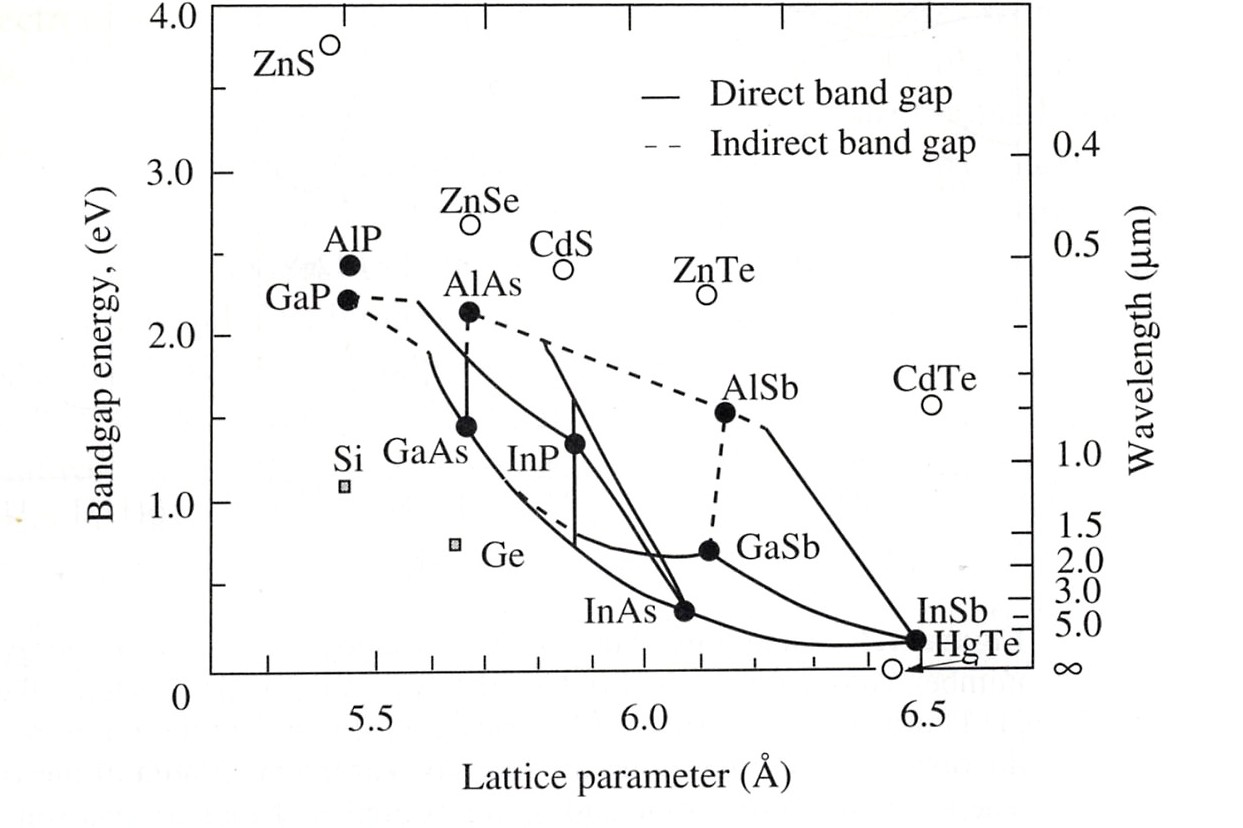 4.0
ZnS
Direct band gap
Indirect band gap
0.4
3.0
ZnSe
AlP
CdS
0.5
ZnTe
AlAs
GaP
2.0
AlSb
CdTe
GaAs
InP
Si
1.0
1.0
1.5
Ge
GaSb
2.0
3.0
InAs
InSb
5.0
HgTe
∞
0
5.5
6.0
6.5
Bandgap energy, (eV)
Wavelength (μm)
Lattice parameter (Å)